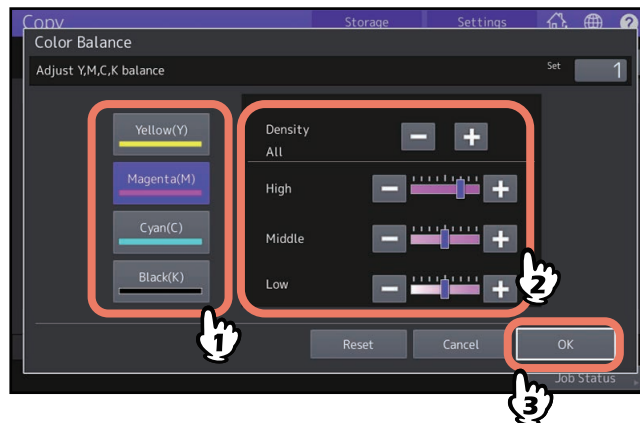 Copy Storage Settings ?
Color Balance
Adjust Y,M,C,K balance Set 1
Yellow(Y)
Magenta(M)
Cyan(C)
Black(K)
Density
All
High
Middle
Low
1
2
Reset Cancel OK
Job Status
3